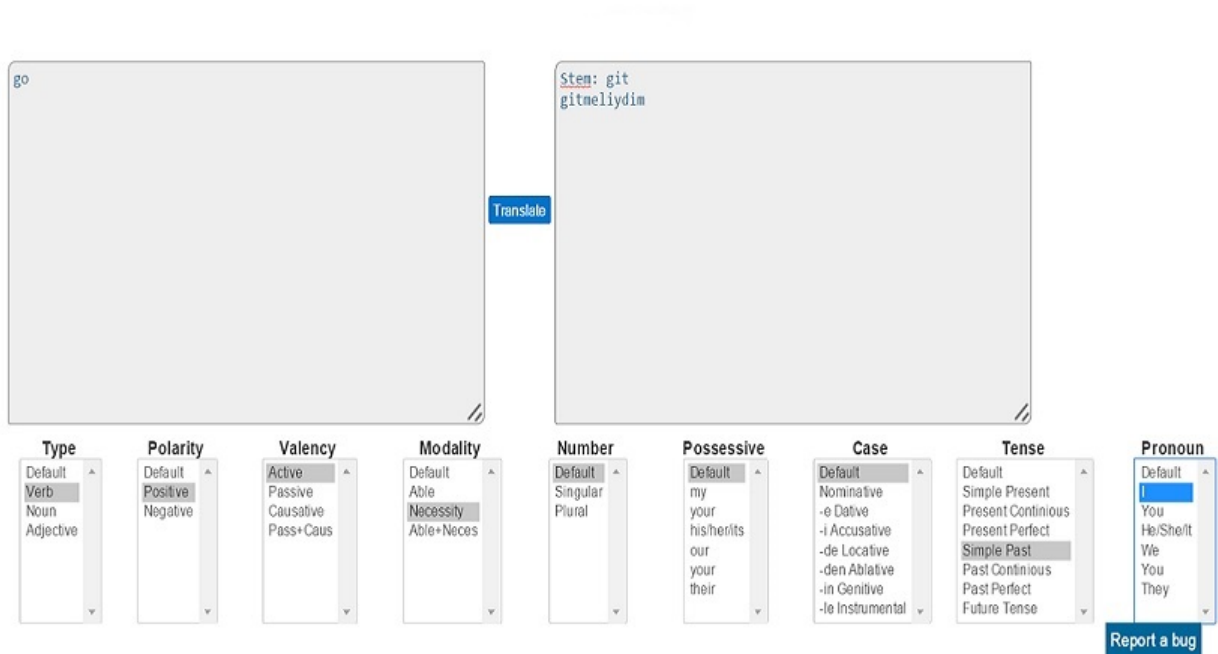 go
Stem: git
gitmeliydim
Translate
Type
Default
Verb
Noun
Adjective
Polarity
Default
Positive
Negative
Valency
Active
Passive
Causative
Pass+Caus
Modality
Default
Able
Necessity
Able+Neces
Number
Default
Singular
Plural
Possessive
Default
my
your
his/her/its
our
your
their
Case
Default
Nominative
-e Dative
-i Accusative
-de Locative
-den Ablative
-in Genitive
-le Instrumental
Tense
Default
Simple Present
Present Continious
Present Perfect
Simple Past
Past Continious
Past Perfect
Future Tense
Pronoun
Default
I
You
He/She/It
We
You
They
Report a bug